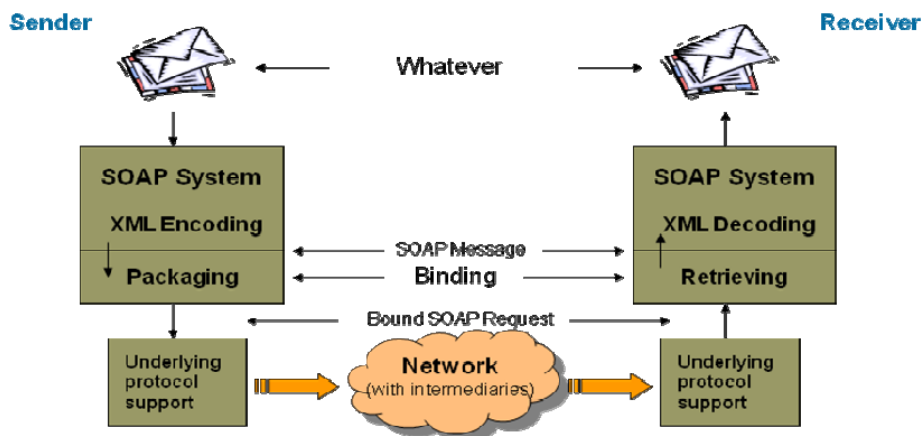 Sender
Receiver
Whatever
SOAP System
SOAP System
XML Encoding
XML Decoding
SOAP Message
Packaging
Binding
Retrieving
Bound SOAP Request
Underlying
protocol
support
Network
(with intermediaries)
Underlying
protocol
support